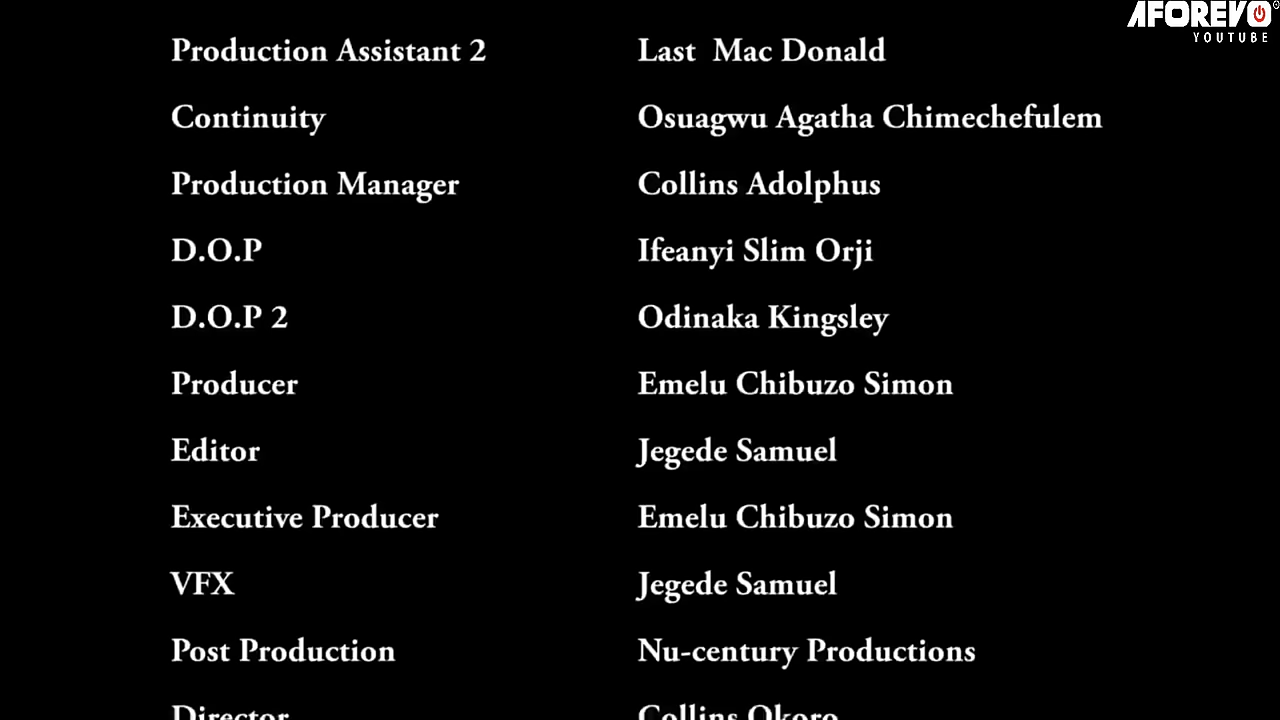 AFOREVO
YOUTUBE
Production Assistant 2 Last Mac Donald
Continuity Osuagwu Agatha Chimechefulem
Production Manager Collins Adolphus
D.O.P Ifeanyi Slim Orji
D.O.P 2 Odinaka Kingsley
Producer Emelu Chibuzo Simon
Editor Jegede Samuel
Executive Producer Emelu Chibuzo Simon
VFX Jegede Samuel
Post Production Nu-century Productions
Director Collins Okoro